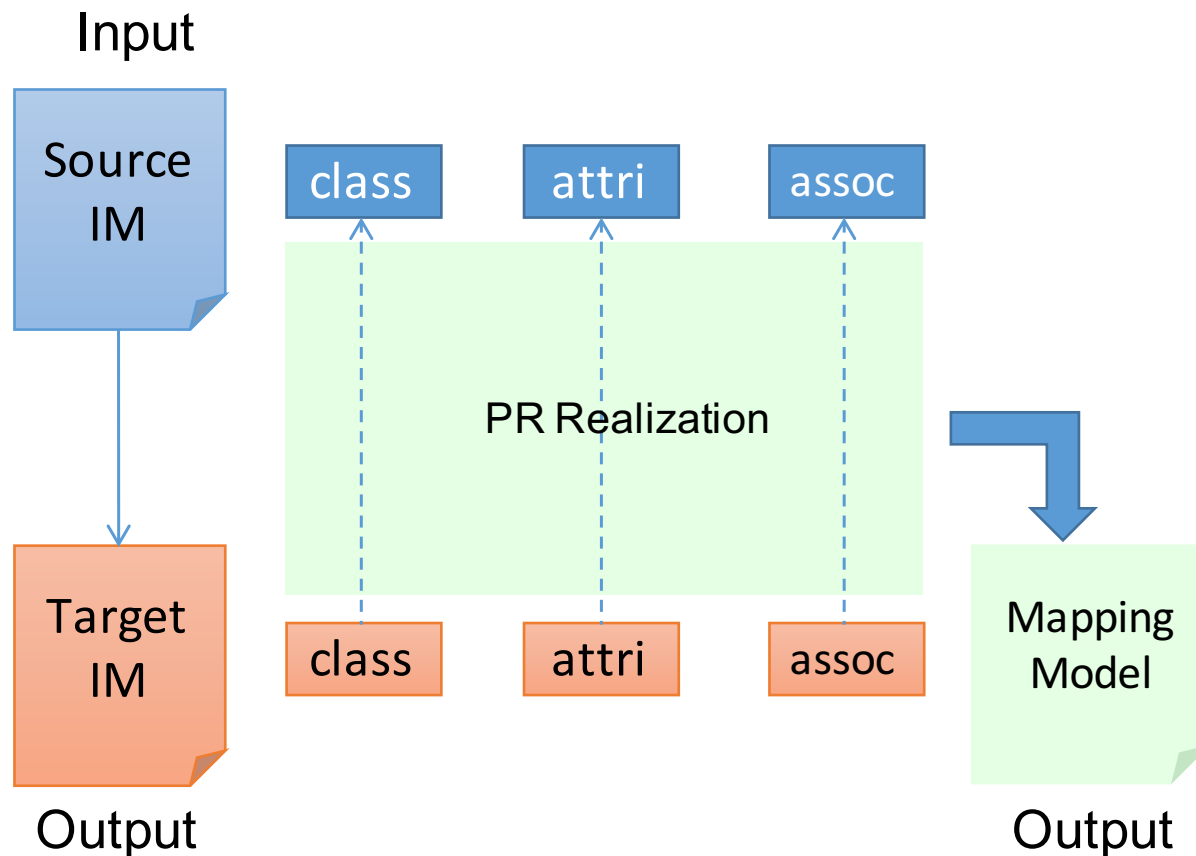 Input
Source
IM
class
attri
assoc
PR Realization
Target
IM
class
attri
assoc
Mapping
Model
Output
Output